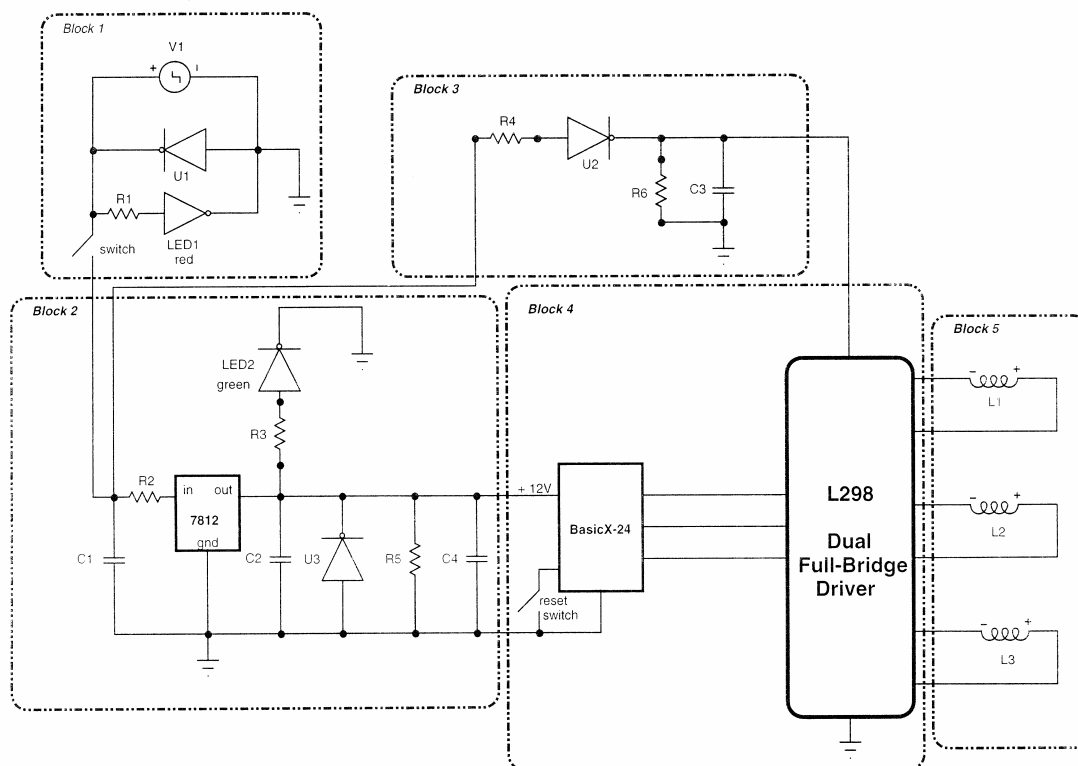 Block 1
V1
+ -
U1
R1
LED1
red
switch
Block 3
R4
U2
R6
C3
Block 2
LED2
green
R3
R2
in out
7812
gnd
C1
C2
U3
R5
C4
Block 4
+ 12V
BasicX-24
reset
switch
L298
Dual
Full-Bridge
Driver
Block 5
- +
L1
- +
L2
- +
L3